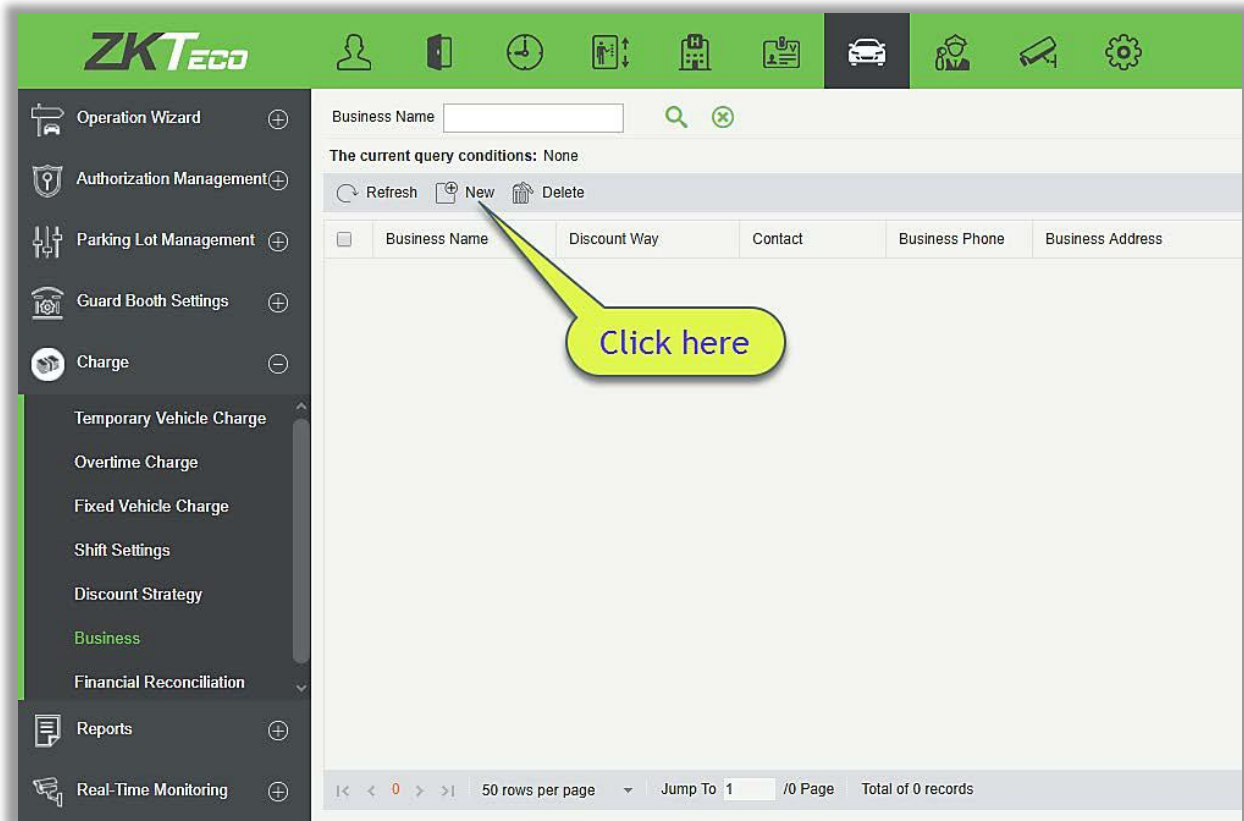 ZKTeco
Operation Wizard
Authorization Management
Parking Lot Management
Guard Booth Settings
Charge
Temporary Vehicle Charge
Overtime Charge
Fixed Vehicle Charge
Shift Settings
Discount Strategy
Business
Financial Reconciliation
Reports
Real-Time Monitoring
Business Name
The current query conditions: None
Refresh New Delete
Business Name Discount Way Contact Business Phone Business Address
Click here
|< < 0 > >| 50 rows per page Jump To 1 /0 Page Total of 0 records